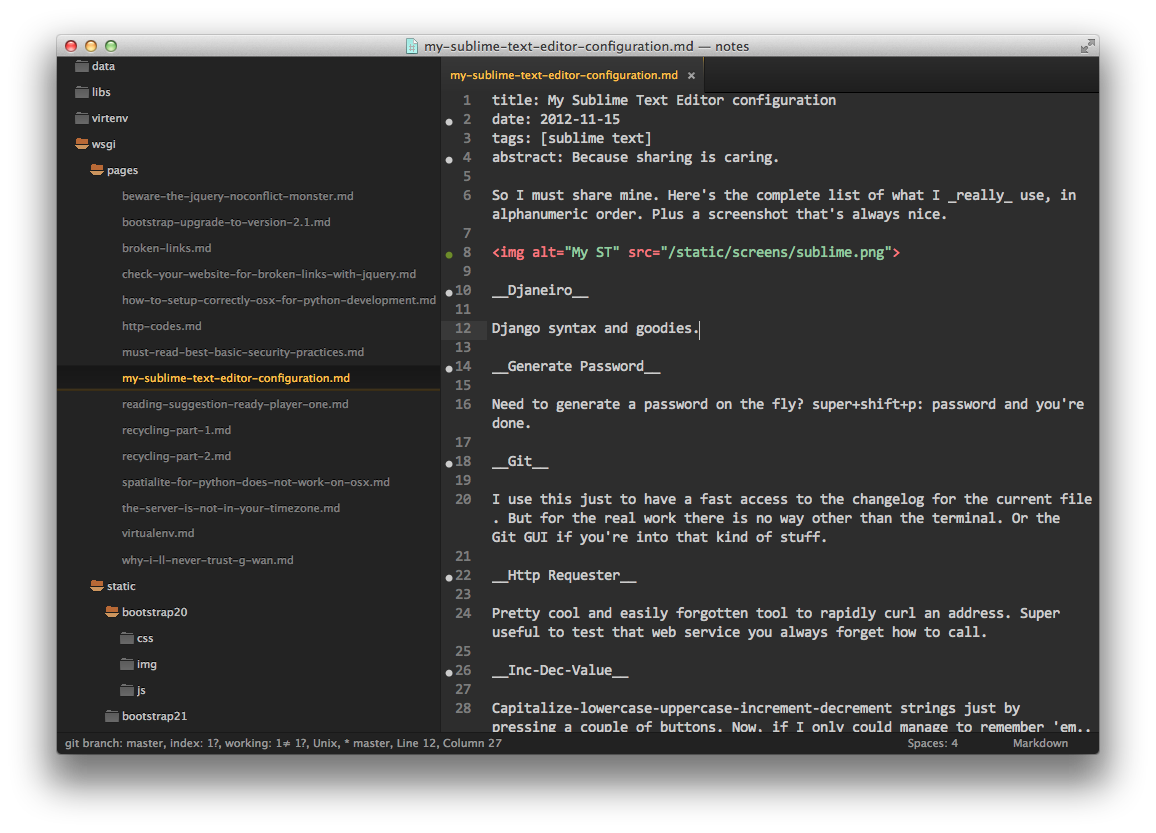 my-sublime-text-editor-configuration.md — notes
data
libs
virtenv
wsgi
pages
beware-the-jquery-noconflict-monster.md
bootstrap-upgrade-to-version-2.1.md
broken-links.md
check-your-website-for-broken-links-with-jquery.md
how-to-setup-correctly-osx-for-python-development.md
http-codes.md
must-read-best-basic-security-practices.md
my-sublime-text-editor-configuration.md
reading-suggestion-ready-player-one.md
recycling-part-1.md
recycling-part-2.md
spatialite-for-python-does-not-work-on-osx.md
the-server-is-not-in-your-timezone.md
virtualenv.md
why-i-ll-never-trust-g-wan.md
static
bootstrap20
css
img
js
bootstrap21
my-sublime-text-editor-configuration.md ×
1 title: My Sublime Text Editor configuration
2 date: 2012-11-15
3 tags: [sublime text]
4 abstract: Because sharing is caring.
5
6 So I must share mine. Here's the complete list of what I _really_ use, in
alphanumeric order. Plus a screenshot that's always nice.
7
8 <img alt="My ST" src="/static/screens/sublime.png">
9
10 __Djaneiro__
11
12 Django syntax and goodies.
13
14 __Generate Password__
15
16 Need to generate a password on the fly? super+shift+p: password and you're
done.
17
18 __Git__
19
20 I use this just to have a fast access to the changelog for the current file
. But for the real work there is no way other than the terminal. Or the
Git GUI if you're into that kind of stuff.
21
22 __Http Requester__
23
24 Pretty cool and easily forgotten tool to rapidly curl an address. Super
useful to test that web service you always forget how to call.
25
26 __Inc-Dec-Value__
27
28 Capitalize-lowercase-uppercase-increment-decrement strings just by
pressing a couple of buttons. Now, if I only could manage to remember 'em..
git branch: master, index: 1?, working: 1≠ 1?, Unix, * master, Line 12, Column 27
Spaces: 4
Markdown